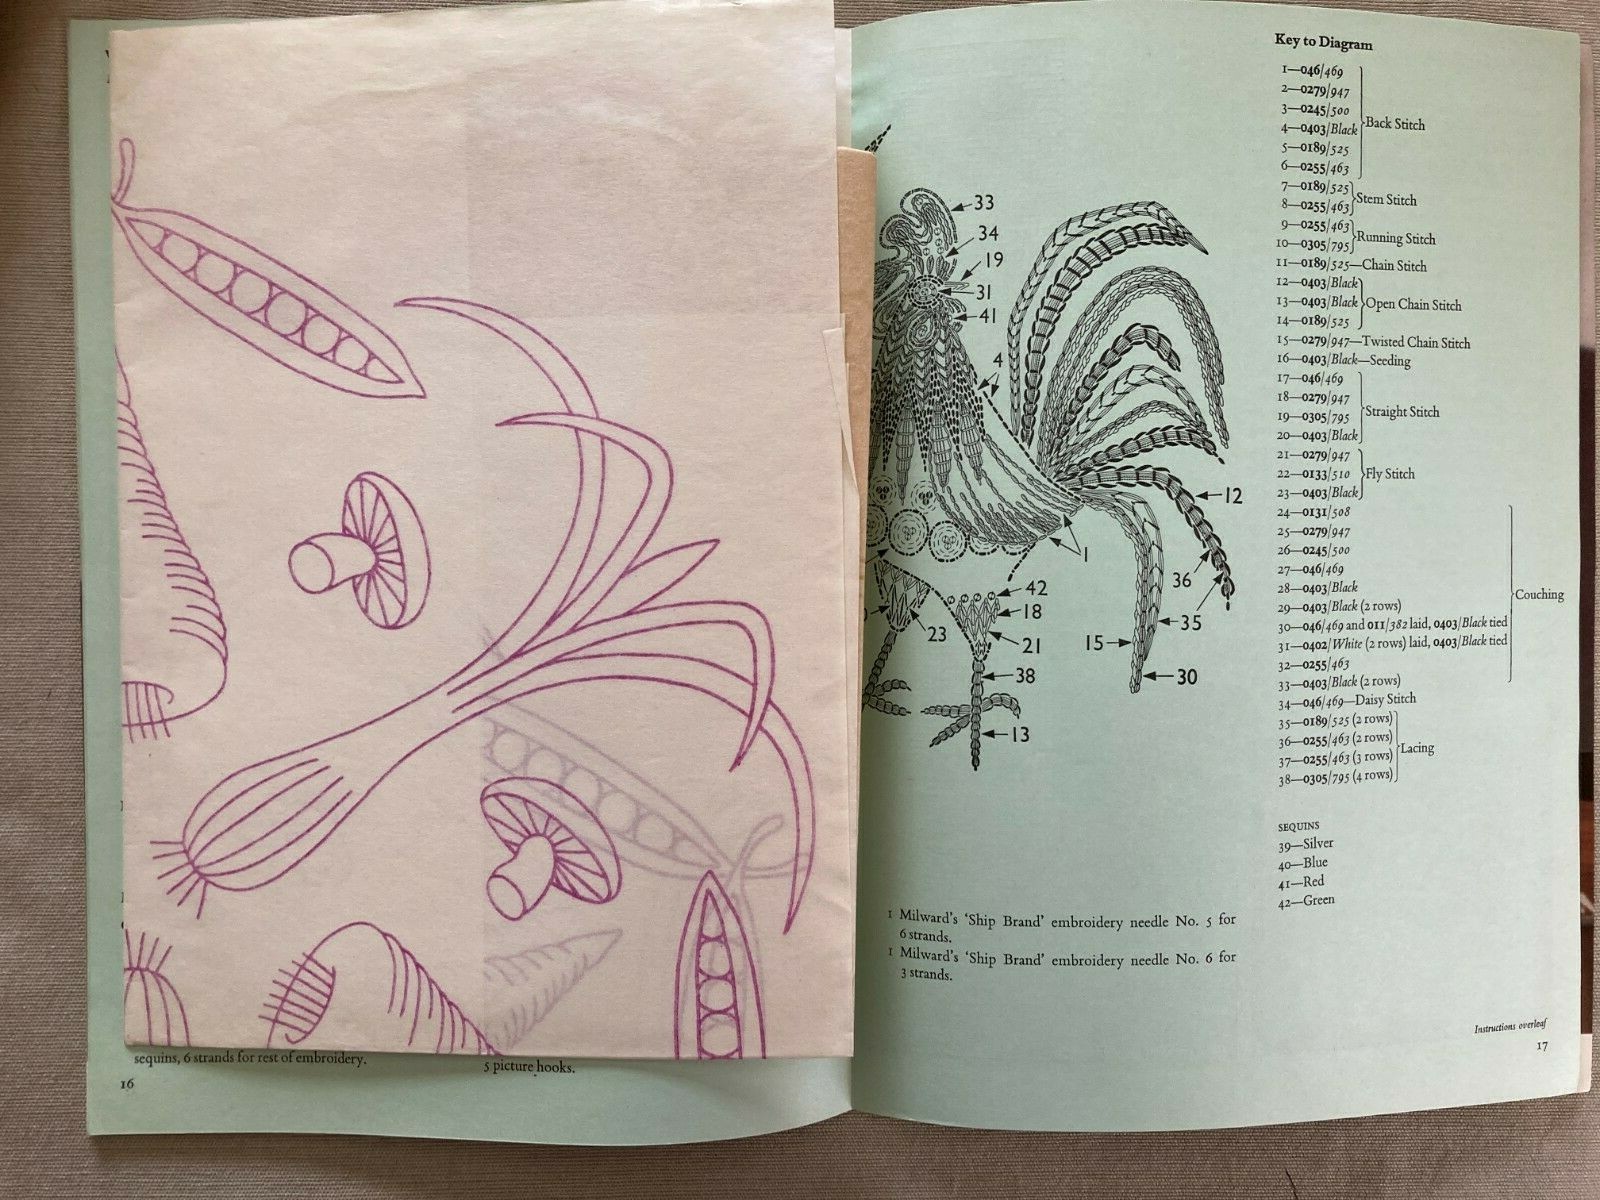 sequins, 6 strands for rest of embroidery.
16
5 picture hooks.
33
34
19
31
41
4
12
1
36
42
18
35
23
21
15
38
30
13
1 Milward's 'Ship Brand' embroidery needle No. 5 for
6 strands.
1 Milward's 'Ship Brand' embroidery needle No. 6 for
3 strands.
Key to Diagram
1—046/469
2—0279/947
3—0245/500
4—0403/Black
5—0189/525
6—0255/463
Back Stitch
7—0189/525
8—0255/463
Stem Stitch
9—0255/463
10—0305/795
Running Stitch
11—0189/525—Chain Stitch
12—0403/Black
13—0403/Black
14—0189/525
Open Chain Stitch
15—0279/947—Twisted Chain Stitch
16—0403/Black—Seeding
17—046/469
18—0279/947
19—0305/795
20—0403/Black
Straight Stitch
21—0279/947
22—0133/510
23—0403/Black
Fly Stitch
24—0131/508
25—0279/947
26—0245/500
27—046/469
28—0403/Black
29—0403/Black (2 rows)
30—046/469 and 011/382 laid, 0403/Black tied
31—0402/White (2 rows) laid, 0403/Black tied
32—0255/463
33—0403/Black (2 rows)
Couching
34—046/469—Daisy Stitch
35—0189/525 (2 rows)
36—0255/463 (2 rows)
37—0255/463 (3 rows)
38—0305/795 (4 rows)
Lacing
SEQUINS
39—Silver
40—Blue
41—Red
42—Green
Instructions overleaf
17